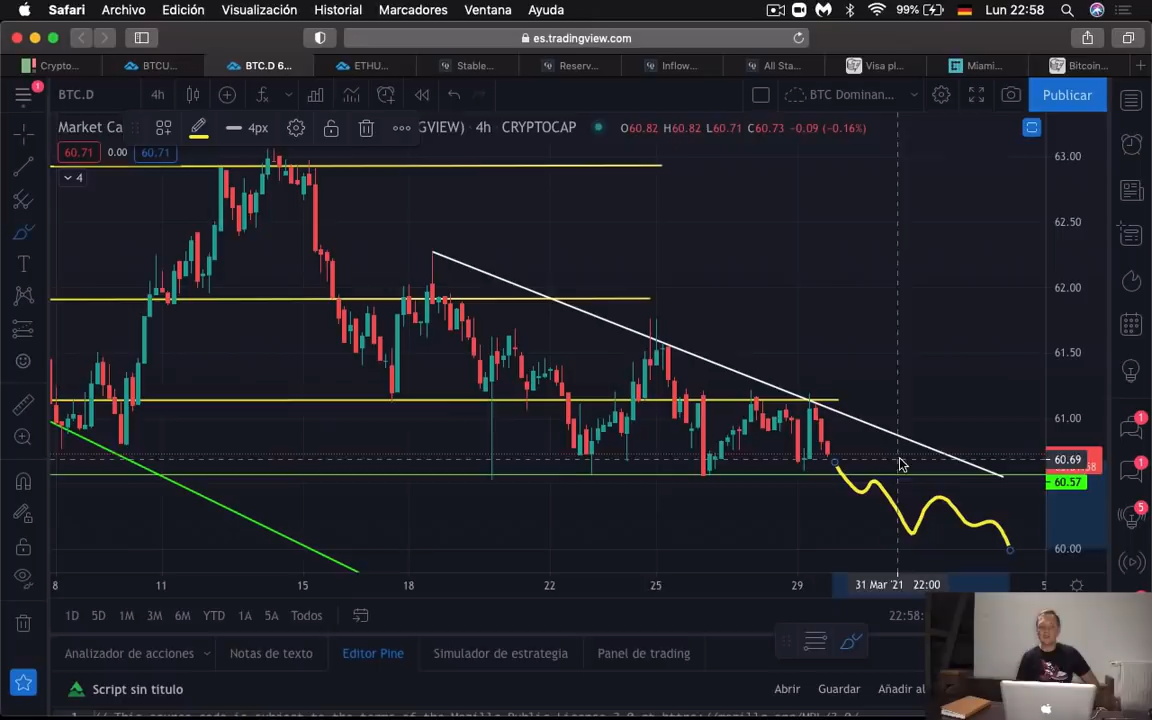 Safari Archivo Edición Visualización Historial Marcadores Ventana Ayuda 99% Lun 22:58
es.tradingview.com
Crypto... BTCU... BTC.D 6... ETHU... Stable... Reserv... Inflow... All Sta... Visa pl... Miami... Bitcoin...
1 BTC.D 4h BTC Dominan... Publicar
Market Ca 4px GVIEW) 4h CRYPTOCAP O60.82 H60.82 L60.71 C60.73 -0.09 (-0.16%)
60.71 0.00 60.71
63.00
4
62.50
62.00
61.50
61.00
1
60.69
1
60.57
5
60.00
8 11 15 18 22 25 29 31 Mar '21 22:00 5
1D 5D 1M 3M 6M YTD 1A 5A Todos 22:58:
Analizador de acciones Notas de texto Editor Pine Simulador de estrategia Panel de trading
Script sin titulo Abrir Guardar Añadir al